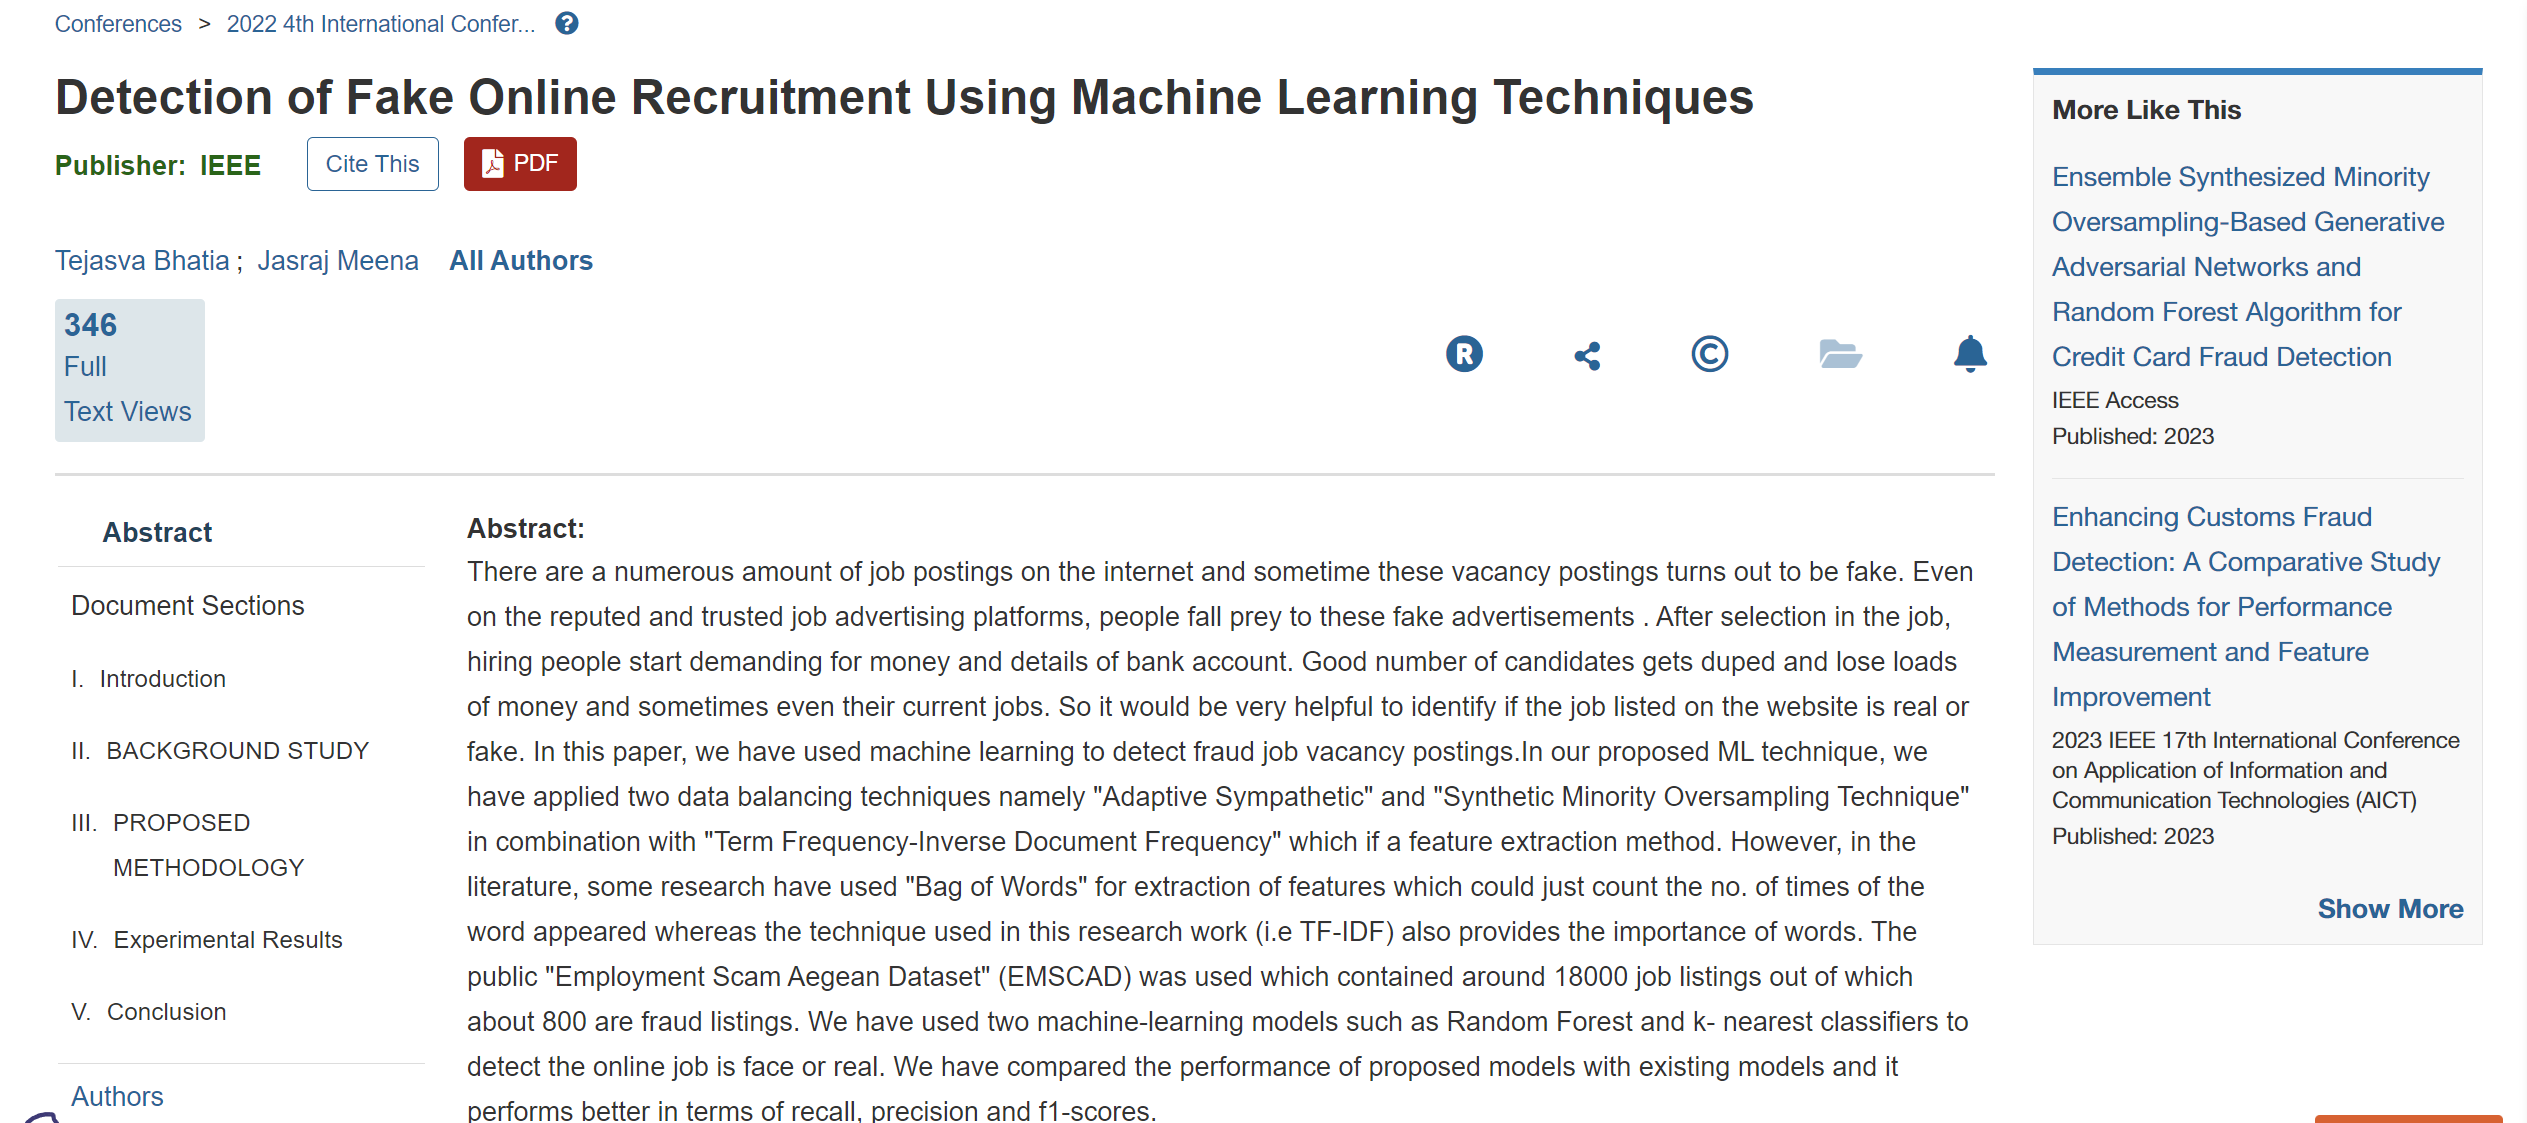 Conferences > 2022 4th International Confer... ?
Detection of Fake Online Recruitment Using Machine Learning Techniques
Publisher: IEEE Cite This PDF
Tejasva Bhatia ; Jasraj Meena All Authors
346
Full
Text Views
R
C
Abstract
Document Sections
I. Introduction
II. BACKGROUND STUDY
III. PROPOSED
METHODOLOGY
IV. Experimental Results
V. Conclusion
Authors
Abstract:
There are a numerous amount of job postings on the internet and sometime these vacancy postings turns out to be fake. Even
on the reputed and trusted job advertising platforms, people fall prey to these fake advertisements . After selection in the job,
hiring people start demanding for money and details of bank account. Good number of candidates gets duped and lose loads
of money and sometimes even their current jobs. So it would be very helpful to identify if the job listed on the website is real or
fake. In this paper, we have used machine learning to detect fraud job vacancy postings.In our proposed ML technique, we
have applied two data balancing techniques namely "Adaptive Sympathetic" and "Synthetic Minority Oversampling Technique"
in combination with "Term Frequency-Inverse Document Frequency" which if a feature extraction method. However, in the
literature, some research have used "Bag of Words" for extraction of features which could just count the no. of times of the
word appeared whereas the technique used in this research work (i.e TF-IDF) also provides the importance of words. The
public "Employment Scam Aegean Dataset" (EMSCAD) was used which contained around 18000 job listings out of which
about 800 are fraud listings. We have used two machine-learning models such as Random Forest and k- nearest classifiers to
detect the online job is face or real. We have compared the performance of proposed models with existing models and it
performs better in terms of recall, precision and f1-scores.
More Like This
Ensemble Synthesized Minority
Oversampling-Based Generative
Adversarial Networks and
Random Forest Algorithm for
Credit Card Fraud Detection
IEEE Access
Published: 2023
Enhancing Customs Fraud
Detection: A Comparative Study
of Methods for Performance
Measurement and Feature
Improvement
2023 IEEE 17th International Conference
on Application of Information and
Communication Technologies (AICT)
Published: 2023
Show More